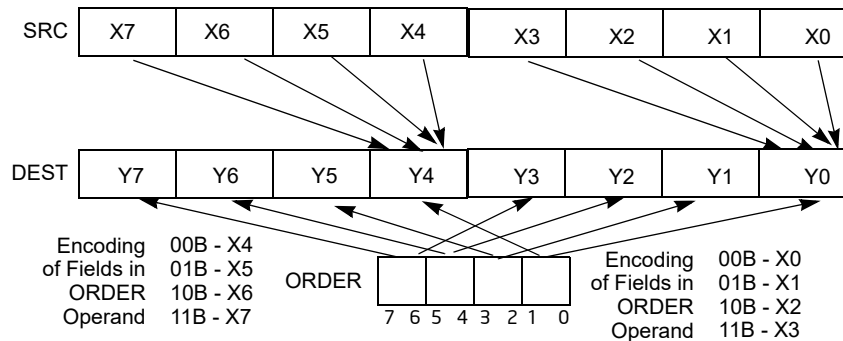 SRC X7 X6 X5 X4 X3 X2 X1 X0
DEST Y7 Y6 Y5 Y4 Y3 Y2 Y1 Y0
Encoding 00B - X4
of Fields in 01B - X5
ORDER 10B - X6
Operand 11B - X7
ORDER
7 6 5 4 3 2 1 0
Encoding 00B - X0
of Fields in 01B - X1
ORDER 10B - X2
Operand 11B - X3